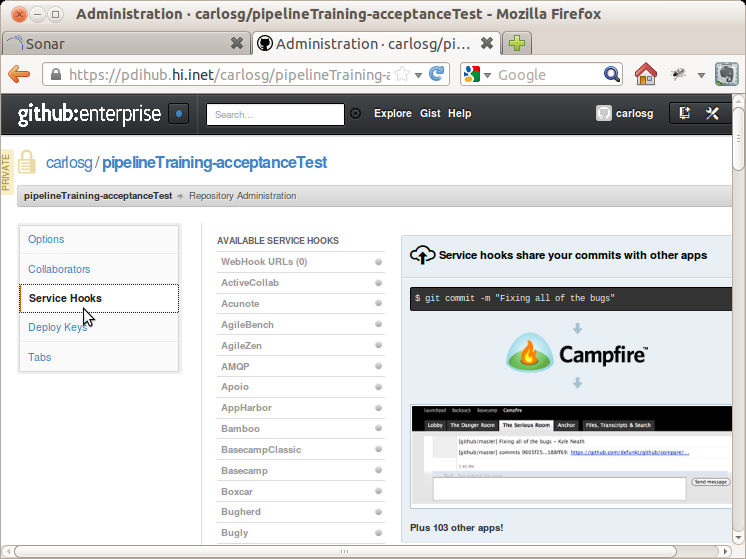 Administration · carlosg/pipelineTraining-acceptanceTest - Mozilla Firefox
Sonar
Administration · carlosg/pi...
https://pdihub.hi.inet/carlosg/pipelineTraining-a
Google
github:enterprise
Search...
Explore Gist Help
carlosg
PRIVATE
carlosg / pipelineTraining-acceptanceTest
pipelineTraining-acceptanceTest Repository Administration
Options
Collaborators
Service Hooks
Deploy Keys
Tabs
AVAILABLE SERVICE HOOKS
WebHook URLs (0)
ActiveCollab
Acunote
AgileBench
AgileZen
AMQP
Apoio
AppHarbor
Bamboo
BasecampClassic
Basecamp
Boxcar
Bugherd
Bugly
Service hooks share your commits with other apps
$ git commit -m "Fixing all of the bugs"
Campfire™
Launchpad Backpack Basecamp Campfire
Lobby The Danger Room The Serious Room Anchor Files, Transcripts & Search
[github/master] Fixing all of the bugs - Kyle Neath
[github/master] commits 9601f25...188ff69: https://github.com/defunkt/github/compare/...
Send message
Plus 103 other apps!